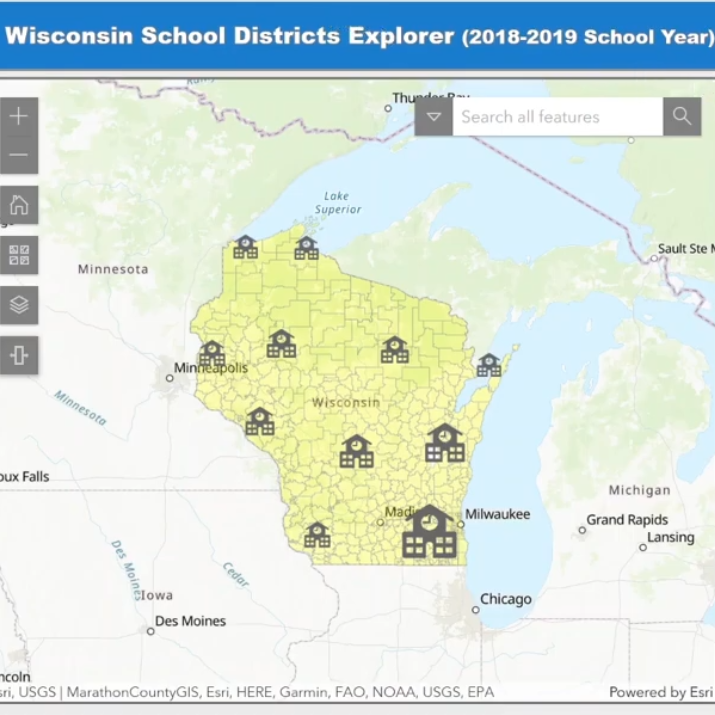 Wisconsin School Districts Explorer (2018-2019 School Year)
Thunder Bay
Search all features
Lake
Superior
Sault Ste M
Minnesota
Minneapolis
Wisconsin
Minnesota
oux Falls
Michigan
Madi
Milwaukee
Grand Rapids
Lansing
Des Moines
Cedar
Iowa
Chicago
Des Moines
ncoln
sri, USGS | MarathonCountyGIS, Esri, HERE, Garmin, FAO, NOAA, USGS, EPA
Powered by Esri